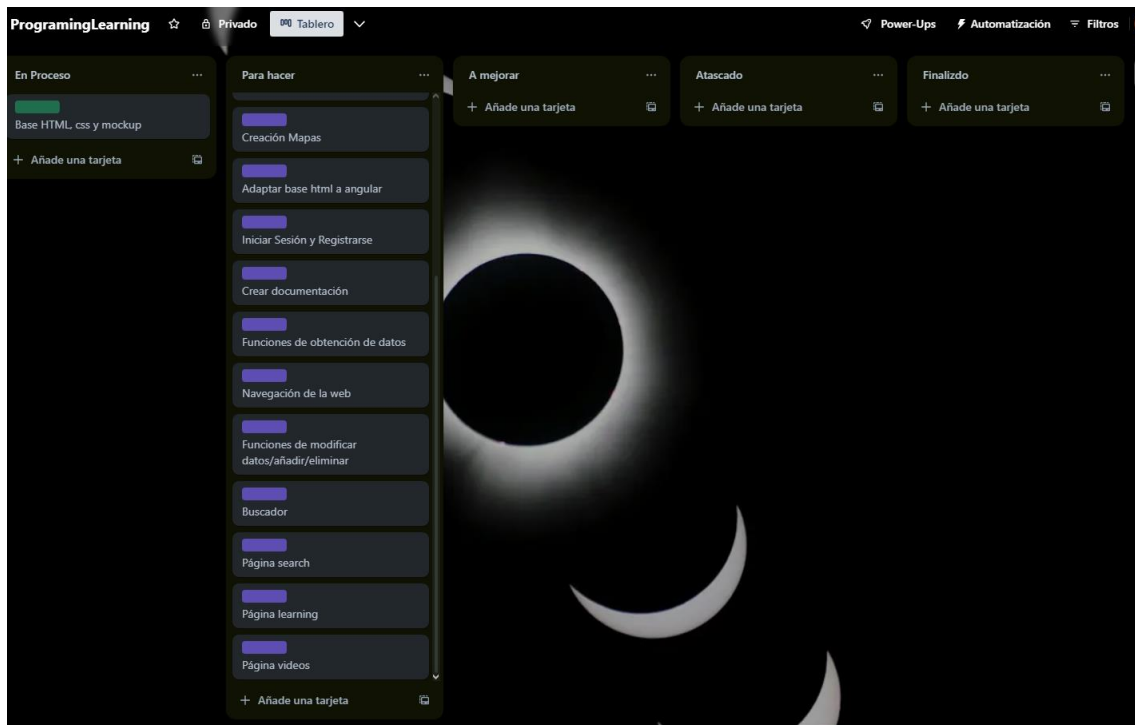 ProgramingLearning Privado Tablero Power-Ups Automatización Filtros
En Proceso
Base HTML, css y mockup
+ Añade una tarjeta
Para hacer
Creación Mapas
Adaptar base html a angular
Iniciar Sesión y Registrarse
Crear documentación
Funciones de obtención de datos
Navegación de la web
Funciones de modificar
datos/añadir/eliminar
Buscador
Página search
Página learning
Página videos
+ Añade una tarjeta
A mejorar
+ Añade una tarjeta
Atascado
+ Añade una tarjeta
Finalizdo
+ Añade una tarjeta